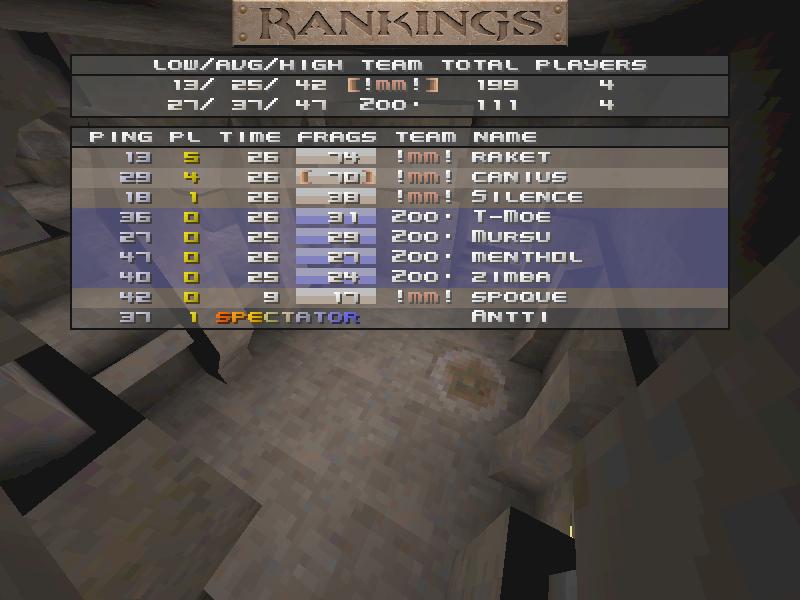 RANKINGS
LOW/AVG/HIGH TEAM TOTAL PLAYERS
13/ 25/ 42 [!mm!] 199 4
27/ 37/ 47 Zoo· 111 4
PING PL TIME FRAGS TEAM NAME
13 5 26 74 !mm! RAKET
29 4 26 [ 70] !mm! CANIUS
18 1 26 38 !mm! SILENCE
36 0 26 31 Zoo· T-MOE
27 0 25 29 Zoo· MURSU
47 0 26 27 Zoo· MENTHOL
40 0 25 24 Zoo· ZIMBA
42 0 9 17 !mm! SPOQUE
37 1 SPECTATOR ANTTI